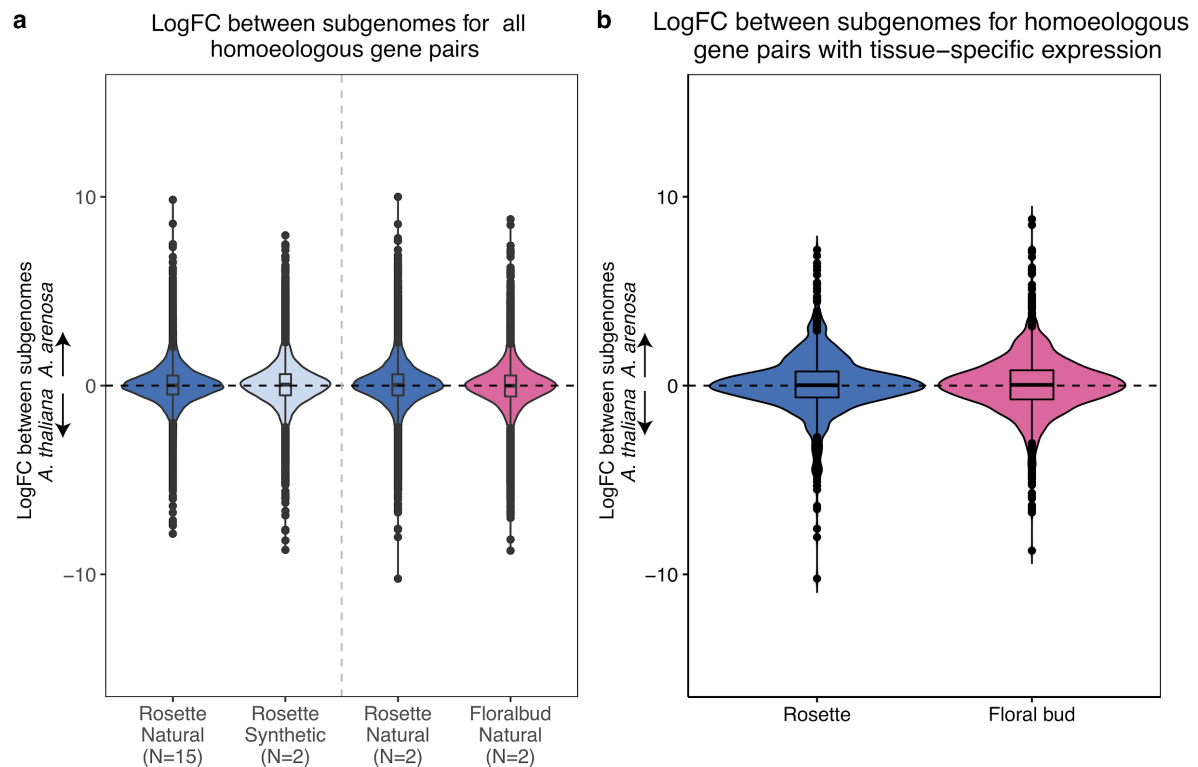 a
LogFC between subgenomes for all
homoeologous gene pairs
10
0
−10
LogFC between subgenomes
A. thaliana A. arenosa
Rosette
Natural
(N=15)
Rosette
Synthetic
(N=2)
Rosette
Natural
(N=2)
Floralbud
Natural
(N=2)
b
LogFC between subgenomes for homoeologous
gene pairs with tissue−specific expression
10
0
−10
LogFC between subgenomes
A. thaliana A. arenosa
Rosette
Floral bud